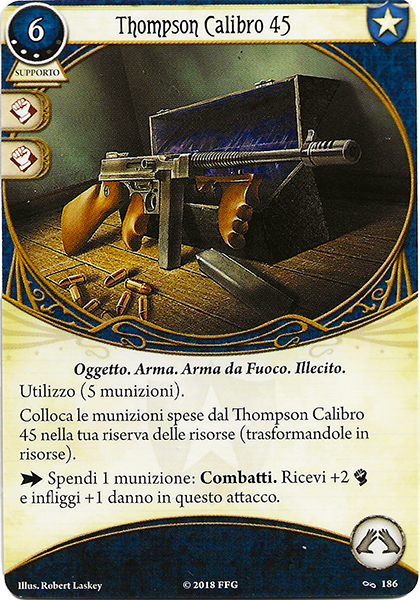 6
Thompson Calibro 45
SUPPORTO
Oggetto. Arma. Arma da Fuoco. Illecito.
Utilizzo (5 munizioni).
Colloca le munizioni spese dal Thompson Calibro
45 nella tua riserva delle risorse (trasformandole in
risorse).
Spendi 1 munizione: Combatti. Ricevi +2
e infliggi +1 danno in questo attacco.
Illus. Robert Laskey
© 2018 FFG
186